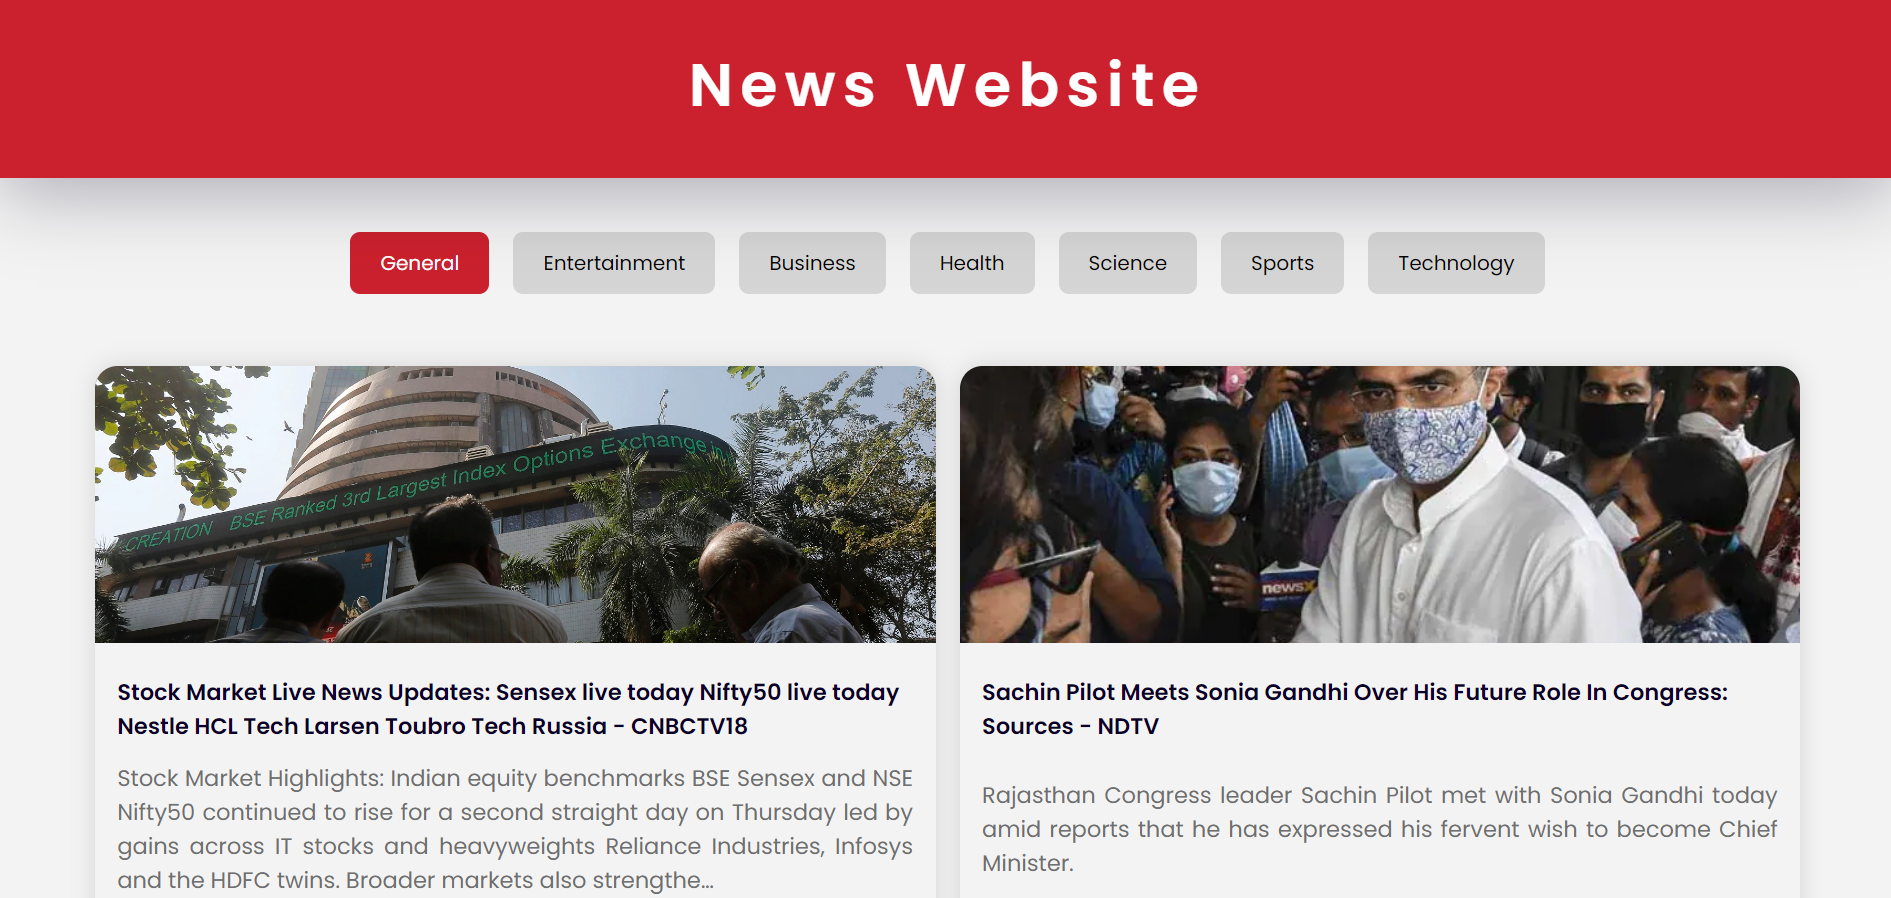 News Website
General
Entertainment
Business
Health
Science
Sports
Technology
CREATION BSE Ranked 3rd Largest Index Options Exchange in
newsX
Stock Market Live News Updates: Sensex live today Nifty50 live today
Nestle HCL Tech Larsen Toubro Tech Russia - CNBCTV18
Stock Market Highlights: Indian equity benchmarks BSE Sensex and NSE
Nifty50 continued to rise for a second straight day on Thursday led by
gains across IT stocks and heavyweights Reliance Industries, Infosys
and the HDFC twins. Broader markets also strengthe...
Sachin Pilot Meets Sonia Gandhi Over His Future Role In Congress:
Sources - NDTV
Rajasthan Congress leader Sachin Pilot met with Sonia Gandhi today
amid reports that he has expressed his fervent wish to become Chief
Minister.